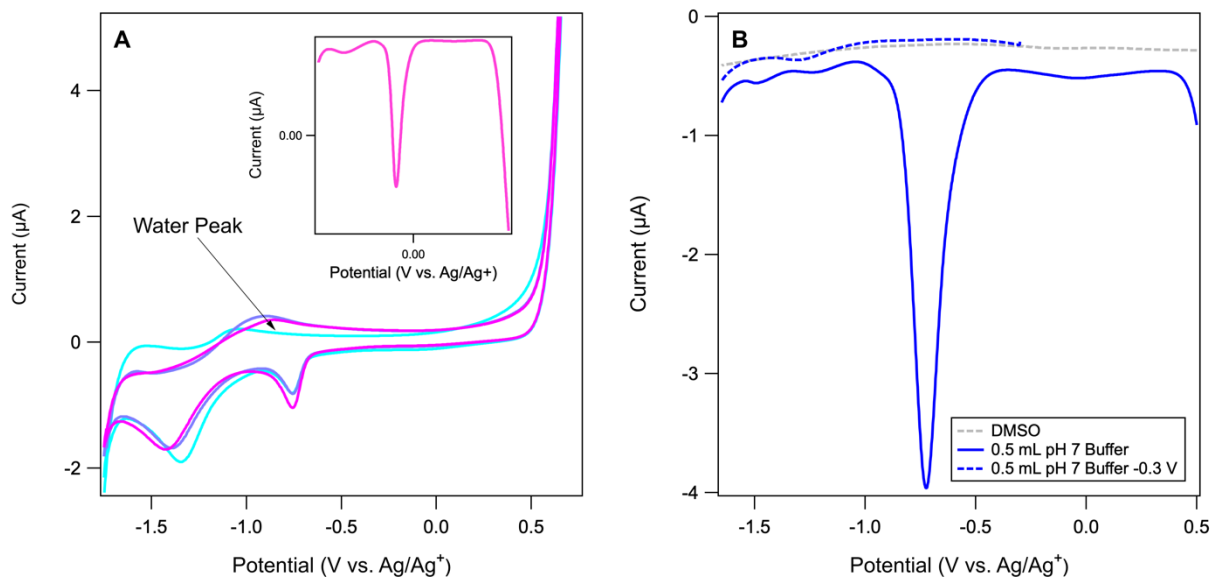 A
4
2
0
-2
Current (µA)
-1.5
-1.0
-0.5
0.0
0.5
Potential (V vs. Ag/Ag+)
Water Peak
Current (µA)
0.00
0.00
Potential (V vs. Ag/Ag+)
B
0
-1
-2
-3
-4
Current (µA)
DMSO
0.5 mL pH 7 Buffer
0.5 mL pH 7 Buffer -0.3 V
-1.5
-1.0
-0.5
0.0
0.5
Potential (V vs. Ag/Ag+)